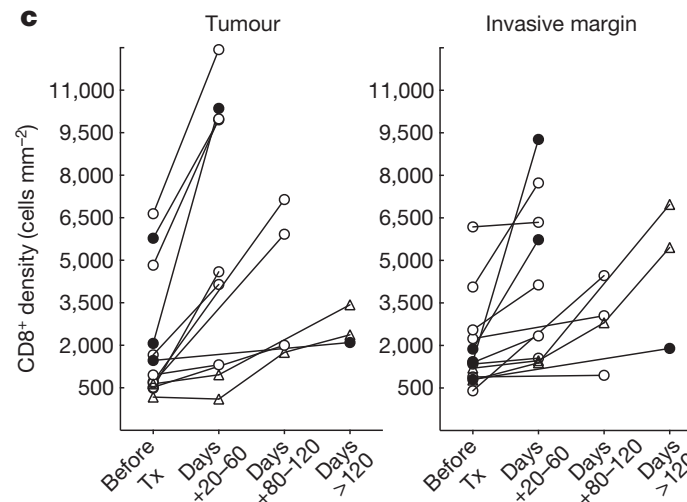 c
Tumour
Invasive margin
CD8⁺ density (cells mm⁻²)
11,000
9,500
8,000
6,500
5,000
3,500
2,000
500
11,000
9,500
8,000
6,500
5,000
3,500
2,000
500
Before
Tx
Days
+20–60
Days
+80–120
Days
>120
Before
Tx
Days
+20–60
Days
+80–120
Days
>120